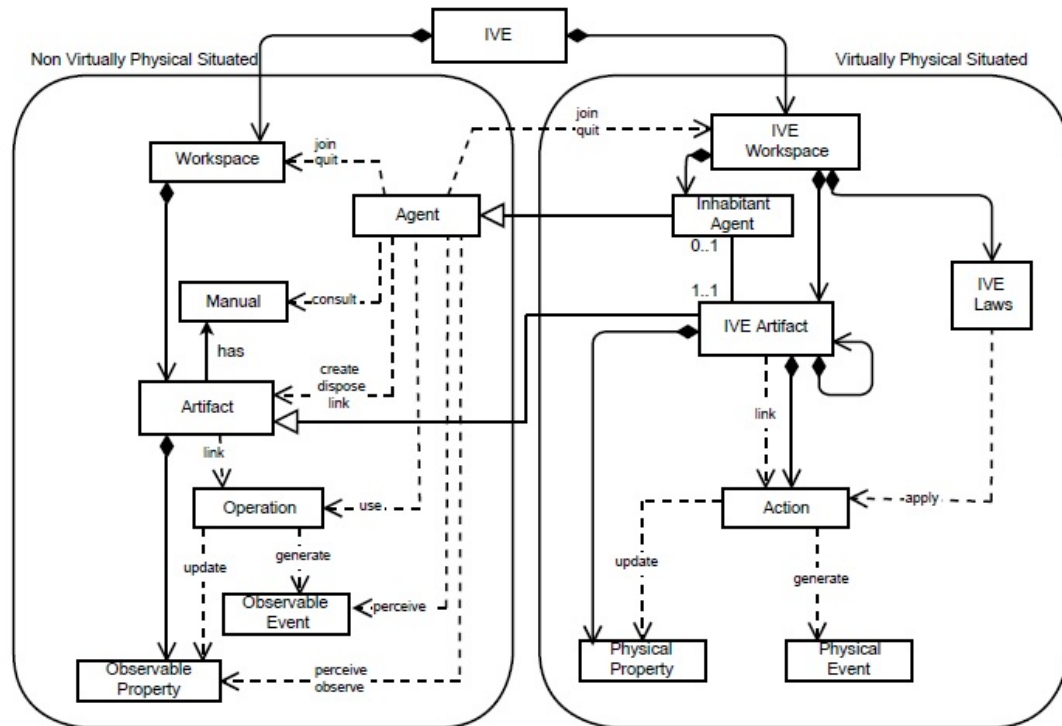 IVE
Non Virtually Physical Situated
Virtually Physical Situated
join
quit
join
quit
IVE
Workspace
Workspace
Agent
Inhabitant
Agent
0..1
1..1
IVE
Laws
Manual
consult
IVE Artifact
has
create
dispose
link
Artifact
link
link
Operation
use
Action
apply
update
generate
update
generate
Observable
Event
perceive
Observable
Property
perceive
observe
Physical
Property
Physical
Event